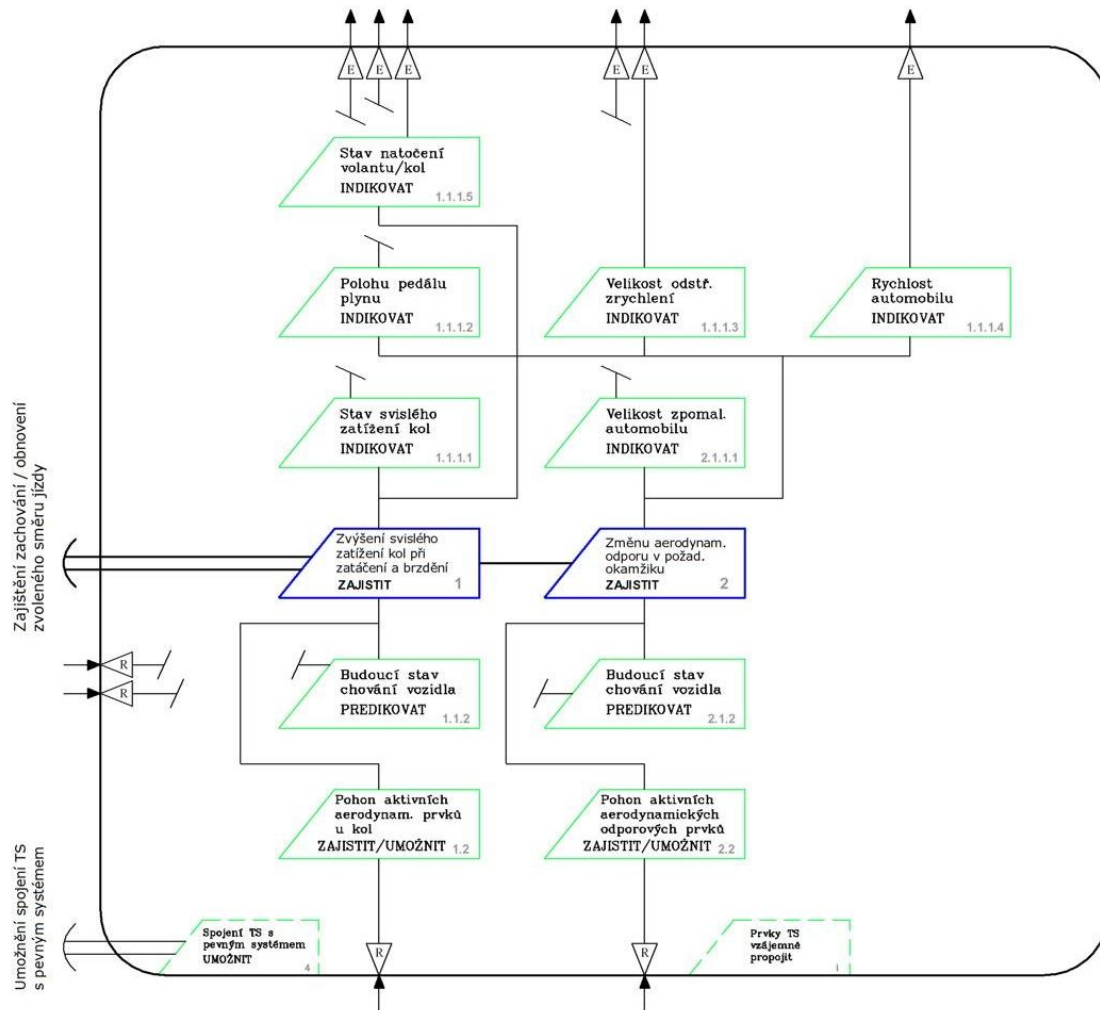 E
E
E
E
E
E
Stav natočení
volantu/kol
INDIKOVAT
1.1.1.5
Polohu pedálu
plynu
INDIKOVAT
1.1.1.2
Velikost odstř.
zrychlení
INDIKOVAT
1.1.1.3
Rychlost
automobilu
INDIKOVAT
1.1.1.4
Stav svislého
zatížení kol
INDIKOVAT
1.1.1.1
Velikost zpomal.
automobilu
INDIKOVAT
2.1.1.1
Zajištění zachování / obnovení
zvoleného směru jízdy
Zvýšení svislého
zatížení kol při
zatáčení a brzdění
ZAJISTIT
1
Změnu aerodynam.
odporu v požad.
okamžiku
ZAJISTIT
2
R
R
Budoucí stav
chování vozidla
PREDIKOVAT
1.1.2
Budoucí stav
chování vozidla
PREDIKOVAT
2.1.2
Pohon aktivních
aerodynam. prvků
u kol
ZAJISTIT/UMOŽNIT
1.2
Pohon aktivních
aerodynamických
odporových prvků
ZAJISTIT/UMOŽNIT
2.2
Umožnění spojení TS
s pevným systémem
Spojení TS s
pevným systémem
UMOŽNIT
4
R
R
Prvky TS
vzájemně
propojit
I